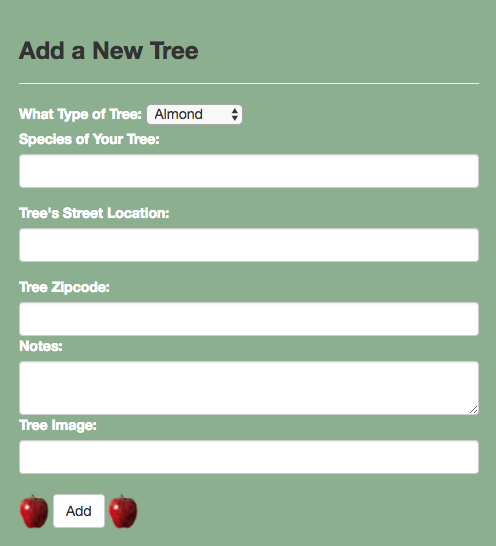 Add a New Tree
What Type of Tree: Almond
Species of Your Tree:
Tree's Street Location:
Tree Zipcode:
Notes:
Tree Image:
Add